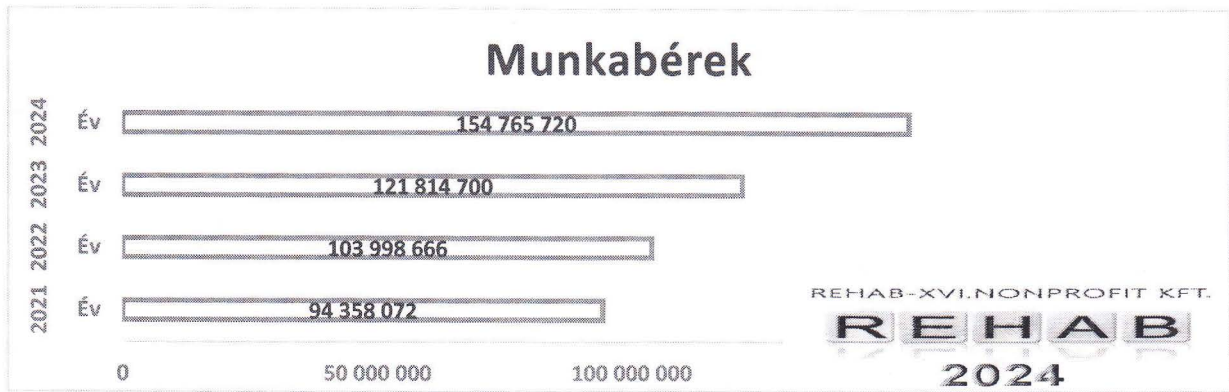 Munkabérek
2024 Év 154 765 720
2023 Év 121 814 700
2022 Év 103 998 666
2021 Év 94 358 072
0 50 000 000 100 000 000
REHAB-XVI.NONPROFIT KFT.
REHAB
2024